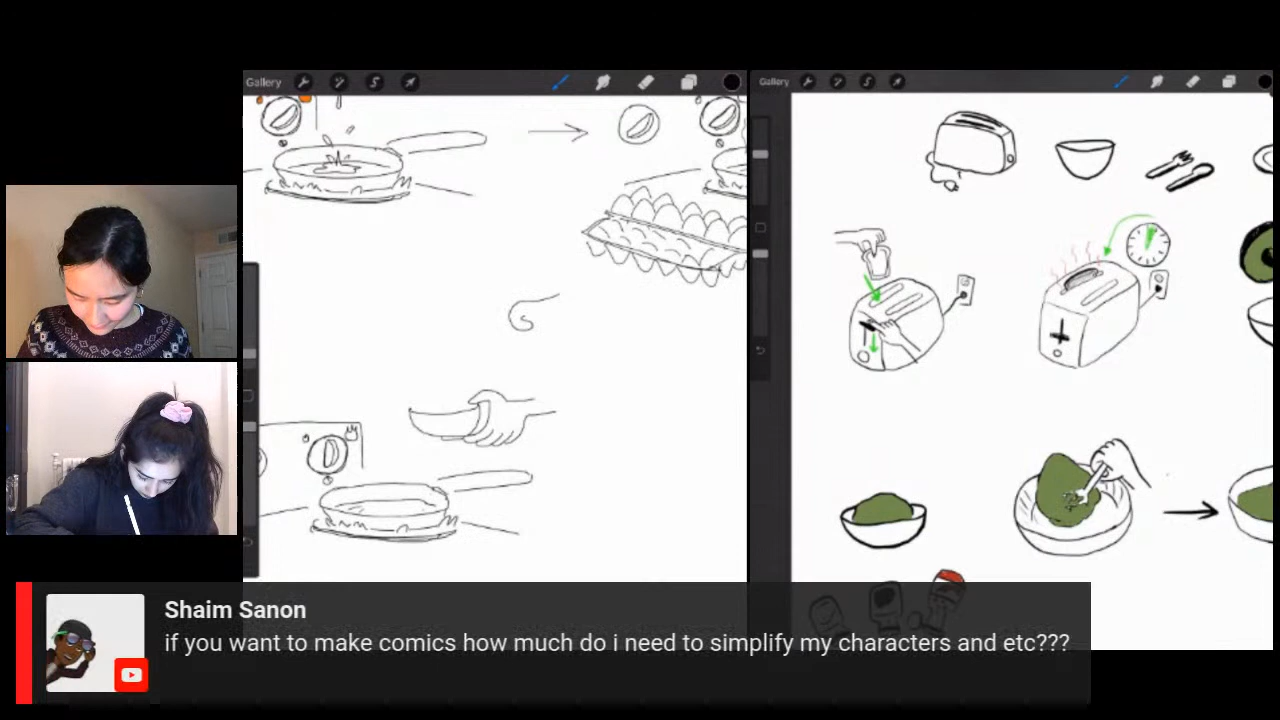 Gallery
Gallery
Shaim Sanon
if you want to make comics how much do i need to simplify my characters and etc???